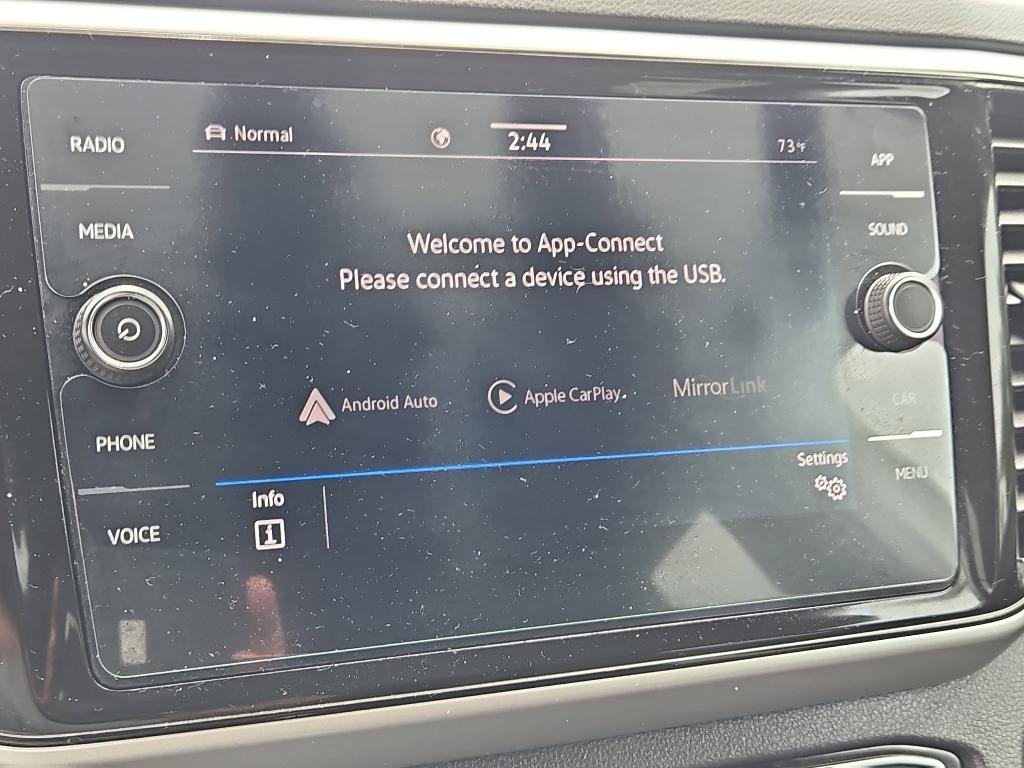 RADIO
Normal
2:44
73°F
APP
MEDIA
SOUND
Welcome to App-Connect
Please connect a device using the USB.
Android Auto
Apple CarPlay.
MirrorLink
CAR
PHONE
Settings
MENU
Info
i
VOICE